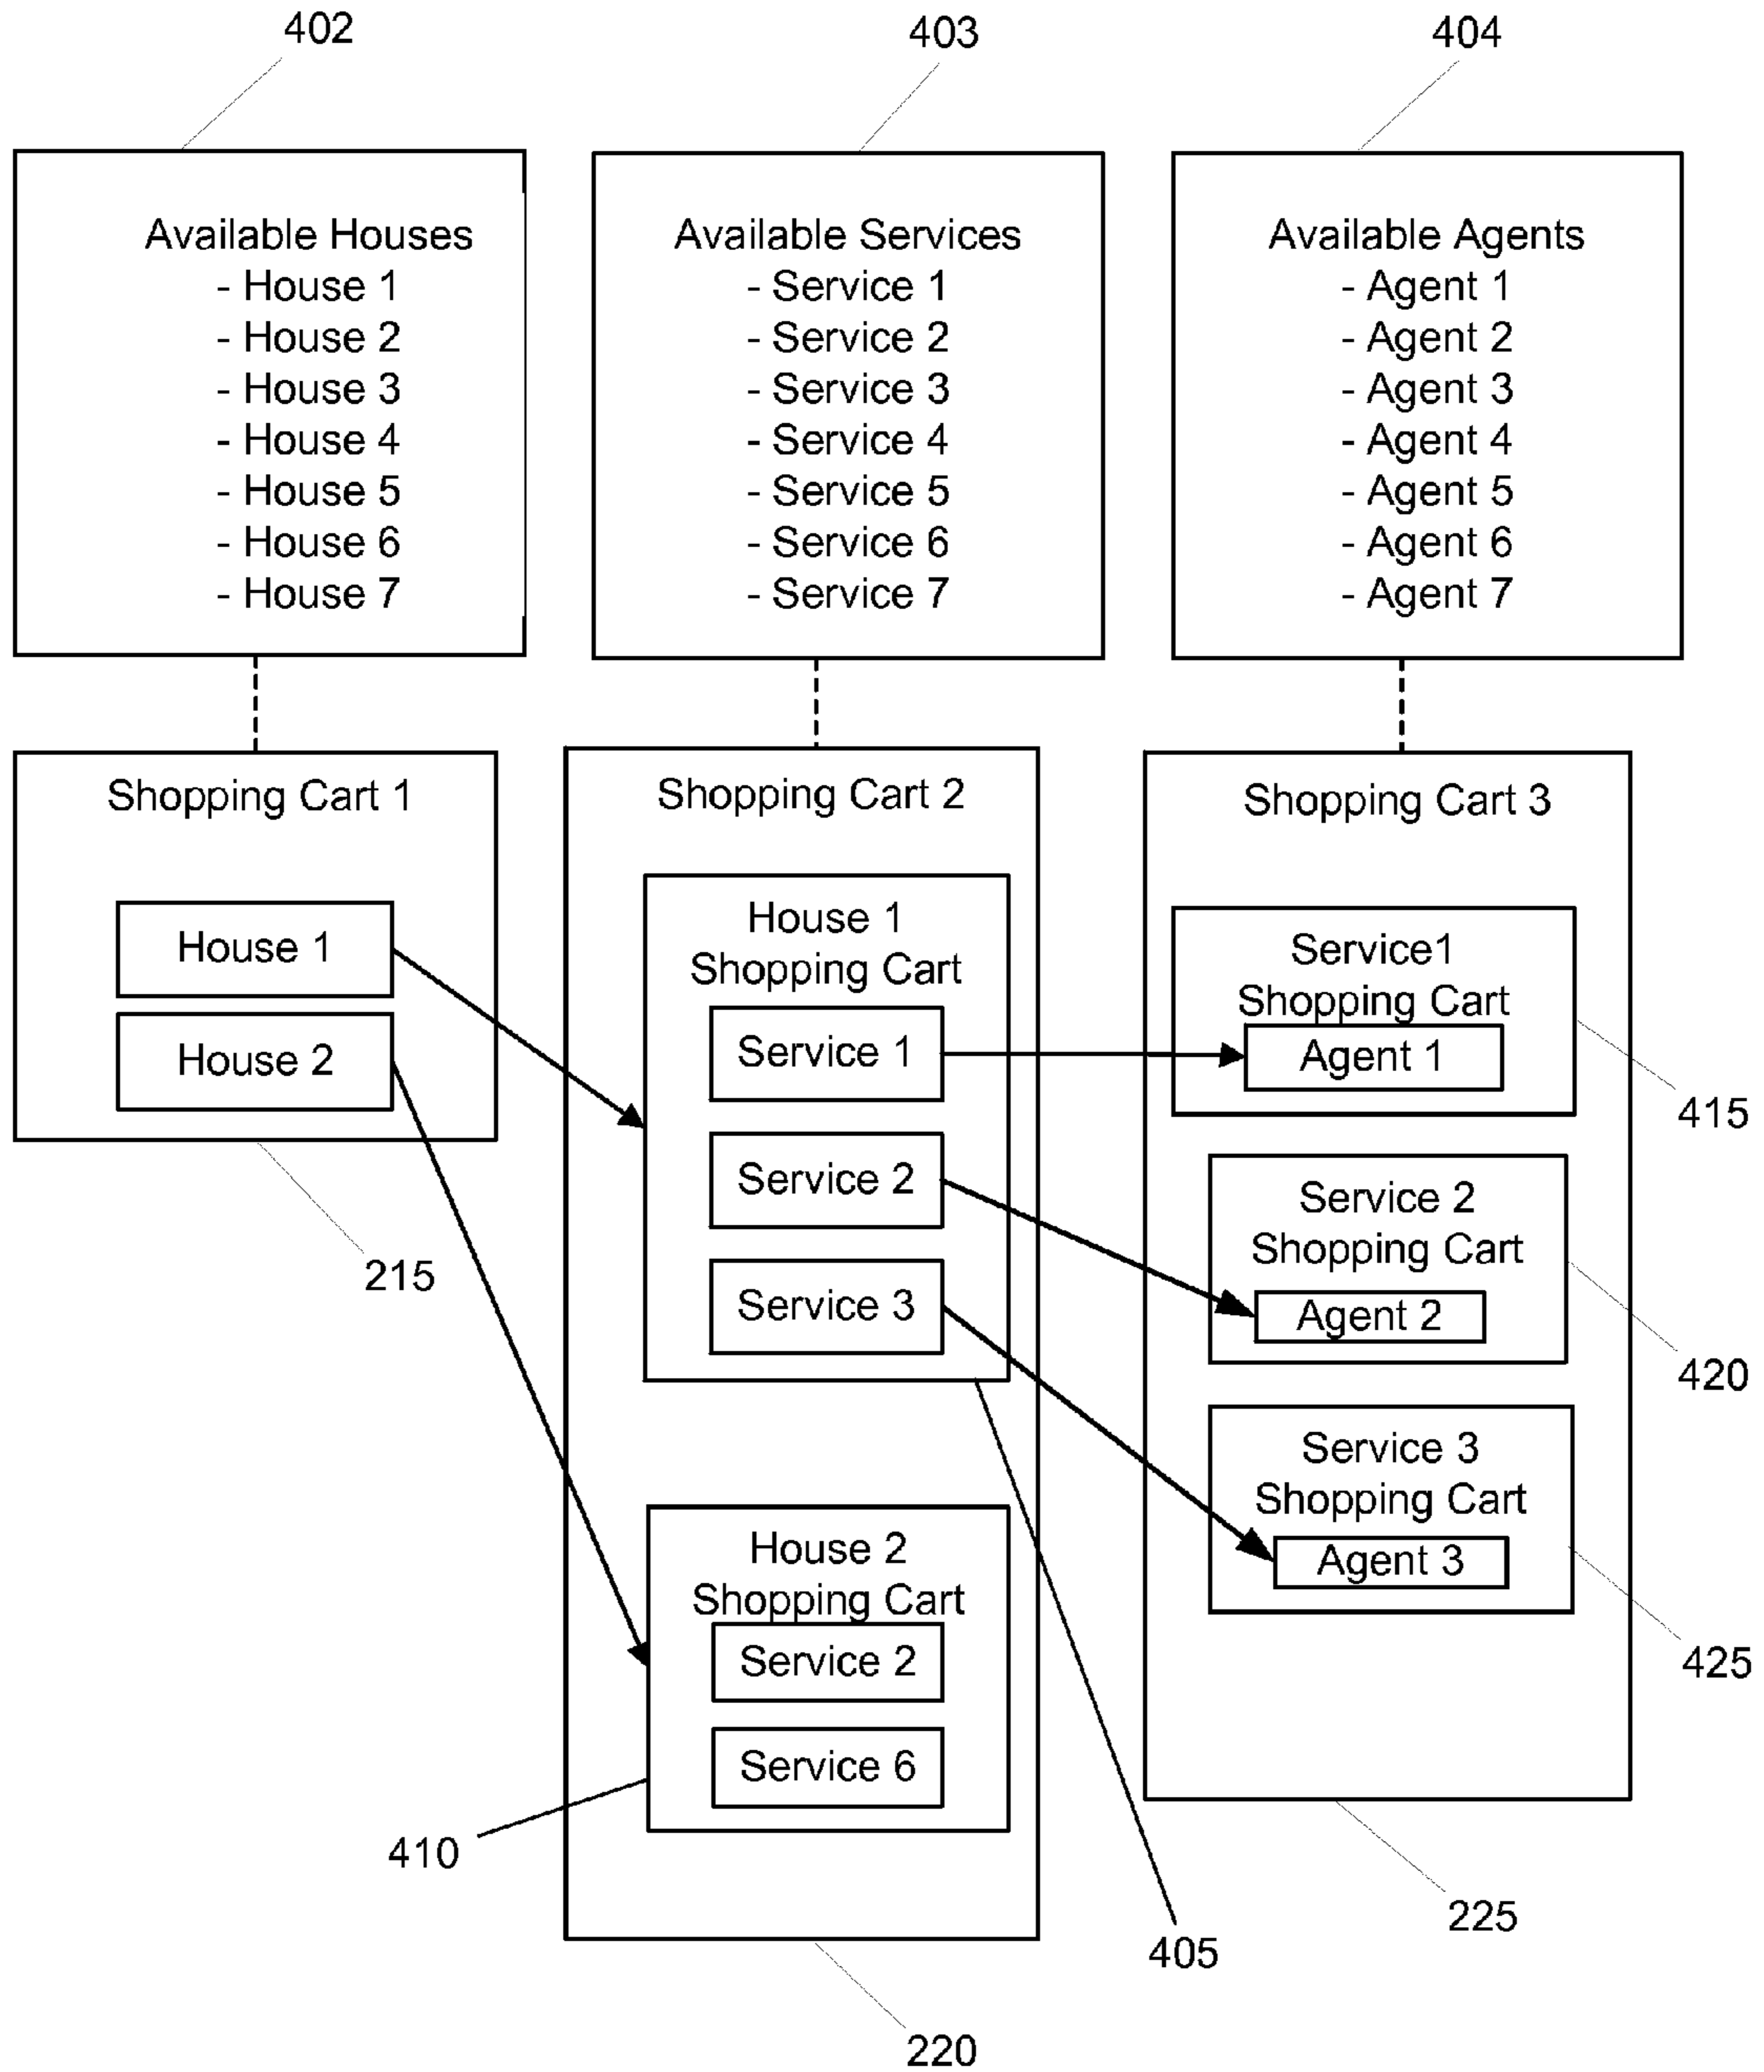 402
403
404
Available Houses
- House 1
- House 2
- House 3
- House 4
- House 5
- House 6
- House 7
Available Services
- Service 1
- Service 2
- Service 3
- Service 4
- Service 5
- Service 6
- Service 7
Available Agents
- Agent 1
- Agent 2
- Agent 3
- Agent 4
- Agent 5
- Agent 6
- Agent 7
Shopping Cart 1
House 1
House 2
215
Shopping Cart 2
House 1
Shopping Cart
Service 1
Service 2
Service 3
405
House 2
Shopping Cart
Service 2
Service 6
410
220
Shopping Cart 3
Service1
Shopping Cart
Agent 1
415
Service 2
Shopping Cart
Agent 2
420
Service 3
Shopping Cart
Agent 3
425
225